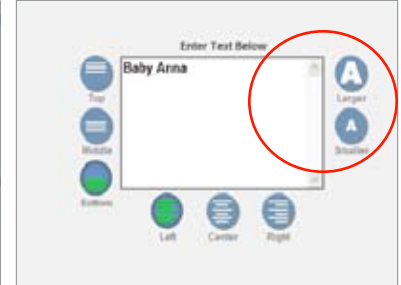 Enter Text Below
Baby Anna
Top
Middle
Bottom
A
Larger
A
Smaller
Left
Center
Right